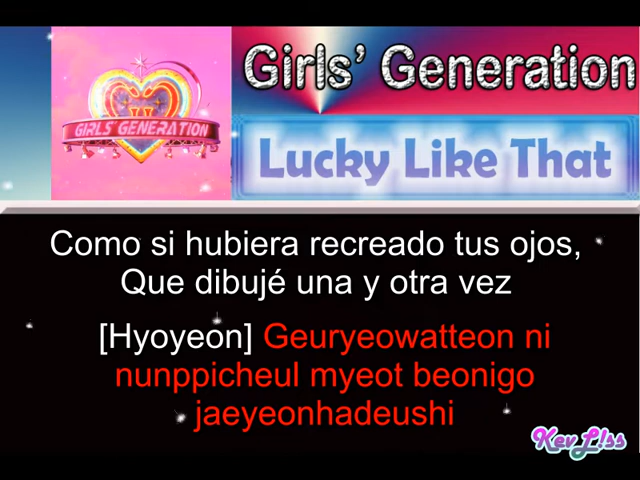 Girls’ Generation
GIRLS' GENERATION
Lucky Like That
Como si hubiera recreado tus ojos,
Que dibujé una y otra vez
[Hyoyeon] Geuryeowatteon ni
nunppicheul myeot beonigo
jaeyeonhadeushi
KevL!ss